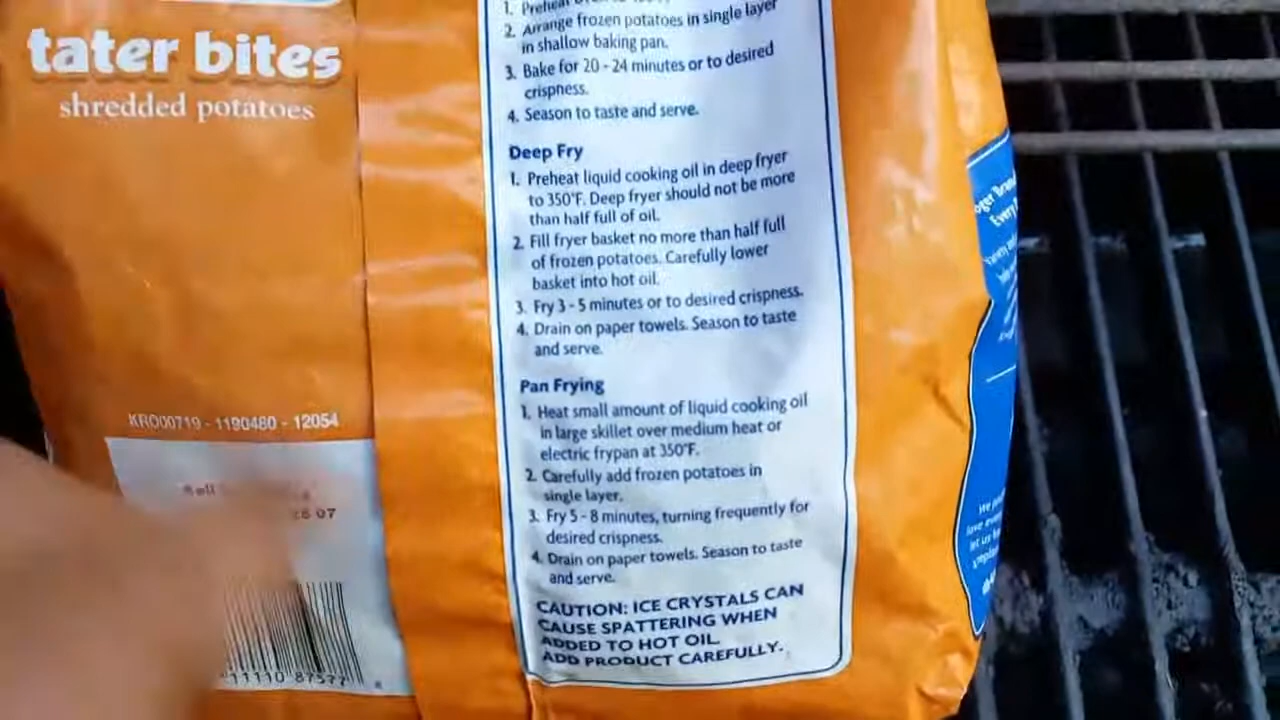 tater bites
shredded potatoes
1. Preheat
2. Arrange frozen potatoes in single layer
in shallow baking pan.
3. Bake for 20 - 24 minutes or to desired
crispness.
4. Season to taste and serve.
Deep Fry
1. Preheat liquid cooking oil in deep fryer
to 350°F. Deep fryer should not be more
than half full of oil.
2. Fill fryer basket no more than half full
of frozen potatoes. Carefully lower
basket into hot oil.
3. Fry 3 - 5 minutes or to desired crispness.
4. Drain on paper towels. Season to taste
and serve.
Pan Frying
1. Heat small amount of liquid cooking oil
in large skillet over medium heat or
electric frypan at 350°F.
2. Carefully add frozen potatoes in
single layer.
3. Fry 5 - 8 minutes, turning frequently for
desired crispness.
4. Drain on paper towels. Season to taste
and serve.
CAUTION: ICE CRYSTALS CAN
CAUSE SPATTERING WHEN
ADDED TO HOT OIL.
ADD PRODUCT CAREFULLY.
KRO00719 - 1190480 - 12054
Sell
07
11110 87577